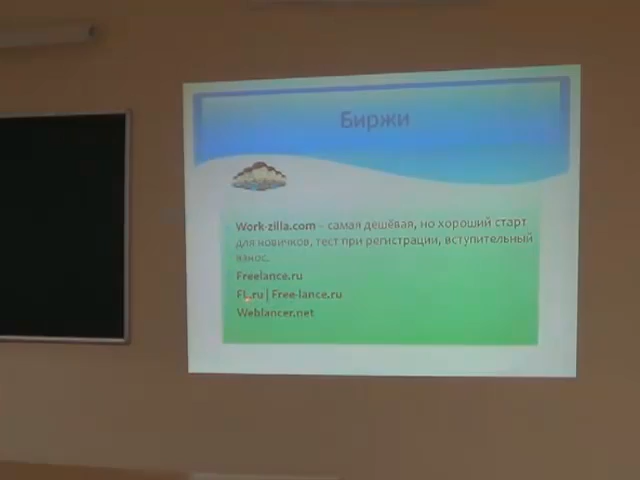 Биржи
Work-zilla.com – самая дешёвая, но хороший старт
для новичков, тест при регистрации, вступительный
взнос.
Freelance.ru
FL.ru | Free-lance.ru
Weblancer.net